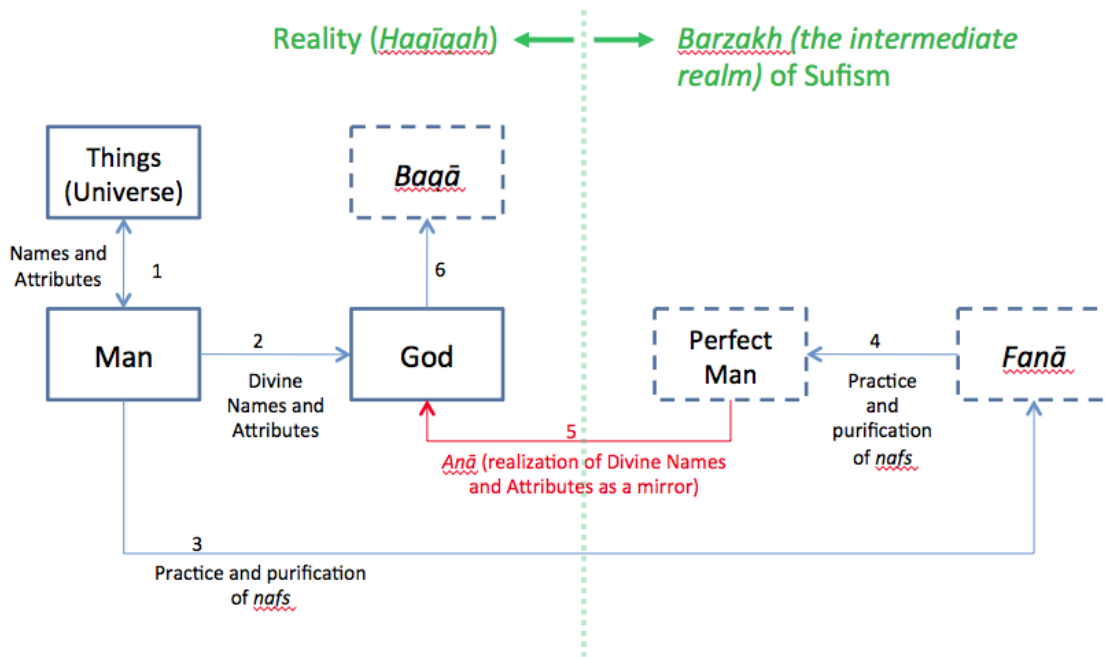 Reality (Haqīqah)
Barzakh (the intermediate
realm) of Sufism
Things
(Universe)
Baqā
Names and
Attributes
1
6
Man
2
Divine
Names and
Attributes
God
Perfect
Man
4
Practice
and
purification
of nafs
Fanā
5
Anā (realization of Divine Names
and Attributes as a mirror)
3
Practice and purification
of nafs